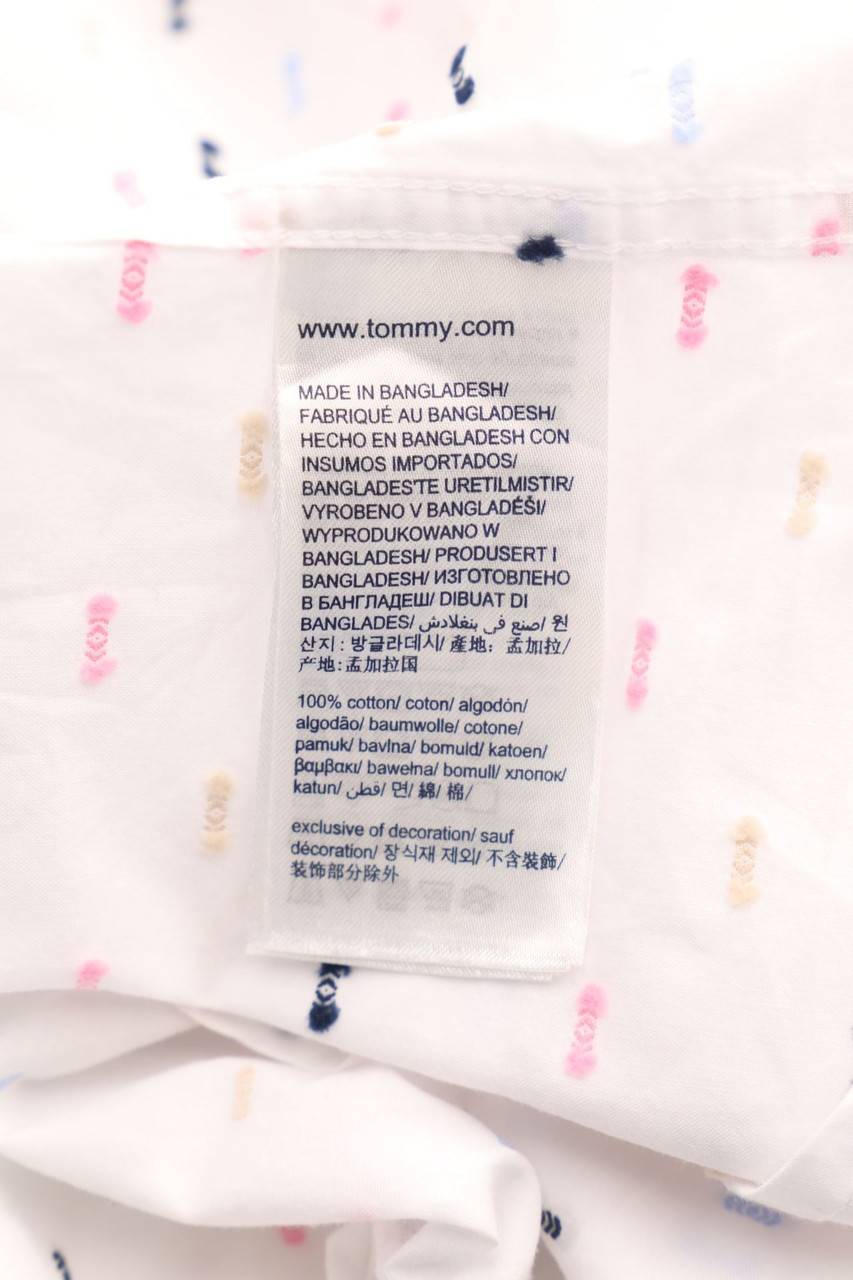 www.tommy.com
MADE IN BANGLADESH/
FABRIQUÉ AU BANGLADESH/
HECHO EN BANGLADESH CON
INSUMOS IMPORTADOS/
BANGLADES'TE URETILMISTIR/
VYROBENO V BANGLADÉŠI/
WYPRODUKOWANO W
BANGLADESH/ PRODUSERT I
BANGLADESH/ ИЗГОТОВЛЕНО
В БАНГЛАДЕШ/ DIBUAT DI
BANGLADES/ صنع في بنغلادش/ 원
산지 : 방글라데시/ 產地：孟加拉/
产地:孟加拉国
100% cotton/ coton/ algodón/
algodão/ baumwolle/ cotone/
pamuk/ bavlna/ bomuld/ katoen/
βαμβακι/ bawełna/ bomull/ хлопок/
katun/ قطن/ 면/ 綿/ 棉/
exclusive of decoration/ sauf
décoration/ 장식재 제외/ 不含裝飾/
装饰部分除外